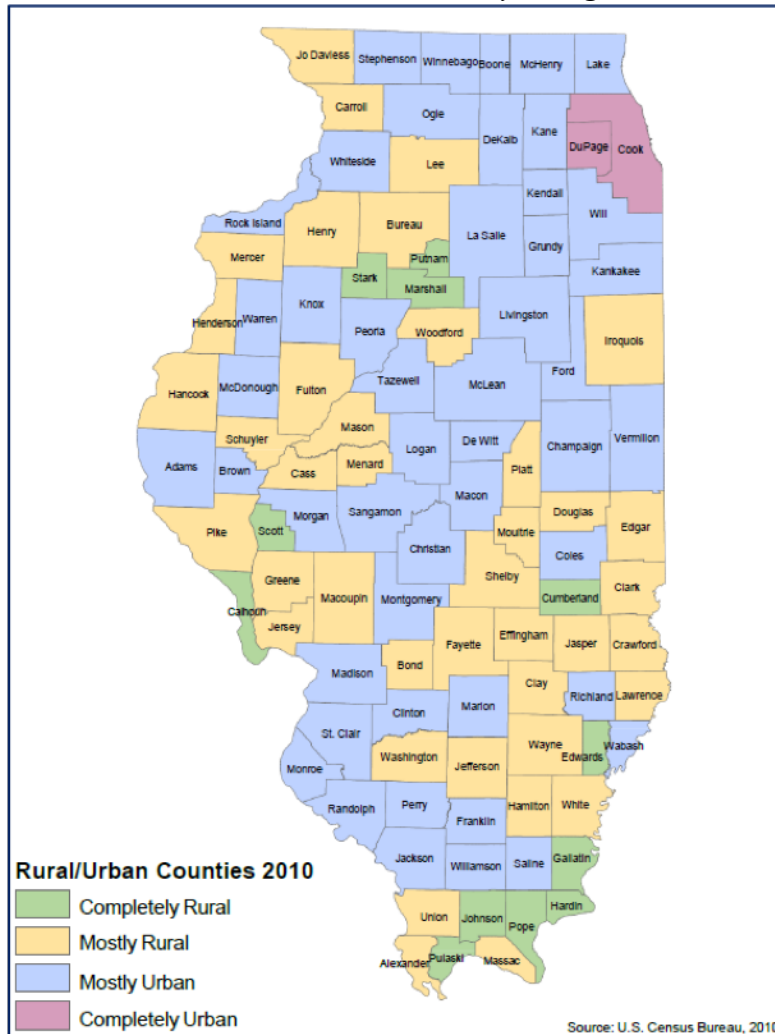 Jo Daviess
Stephenson
Winnebago
Boone
McHenry
Lake
Carroll
Ogle
DeKalb
Kane
DuPage
Cook
Whiteside
Lee
Kendall
Will
Rock Island
Henry
Bureau
La Salle
Grundy
Mercer
Putnam
Stark
Marshall
Kankakee
Henderson
Warren
Knox
Peoria
Woodford
Livingston
Iroquois
Ford
Hancock
McDonough
Fulton
Tazewell
McLean
Mason
Schuyler
Logan
De Witt
Champaign
Vermilion
Adams
Brown
Cass
Menard
Piatt
Macon
Morgan
Sangamon
Pike
Scott
Christian
Moultrie
Douglas
Edgar
Coles
Shelby
Greene
Macoupin
Montgomery
Cumberland
Clark
Calhoun
Jersey
Fayette
Effingham
Jasper
Crawford
Bond
Madison
Clay
Richland
Lawrence
Clinton
Marion
St. Clair
Wayne
Edwards
Wabash
Washington
Jefferson
Monroe
Randolph
Perry
Hamilton
White
Franklin
Jackson
Williamson
Saline
Gallatin
Union
Johnson
Pope
Hardin
Alexander
Pulaski
Massac
Rural/Urban Counties 2010
Completely Rural
Mostly Rural
Mostly Urban
Completely Urban
Source: U.S. Census Bureau, 2010